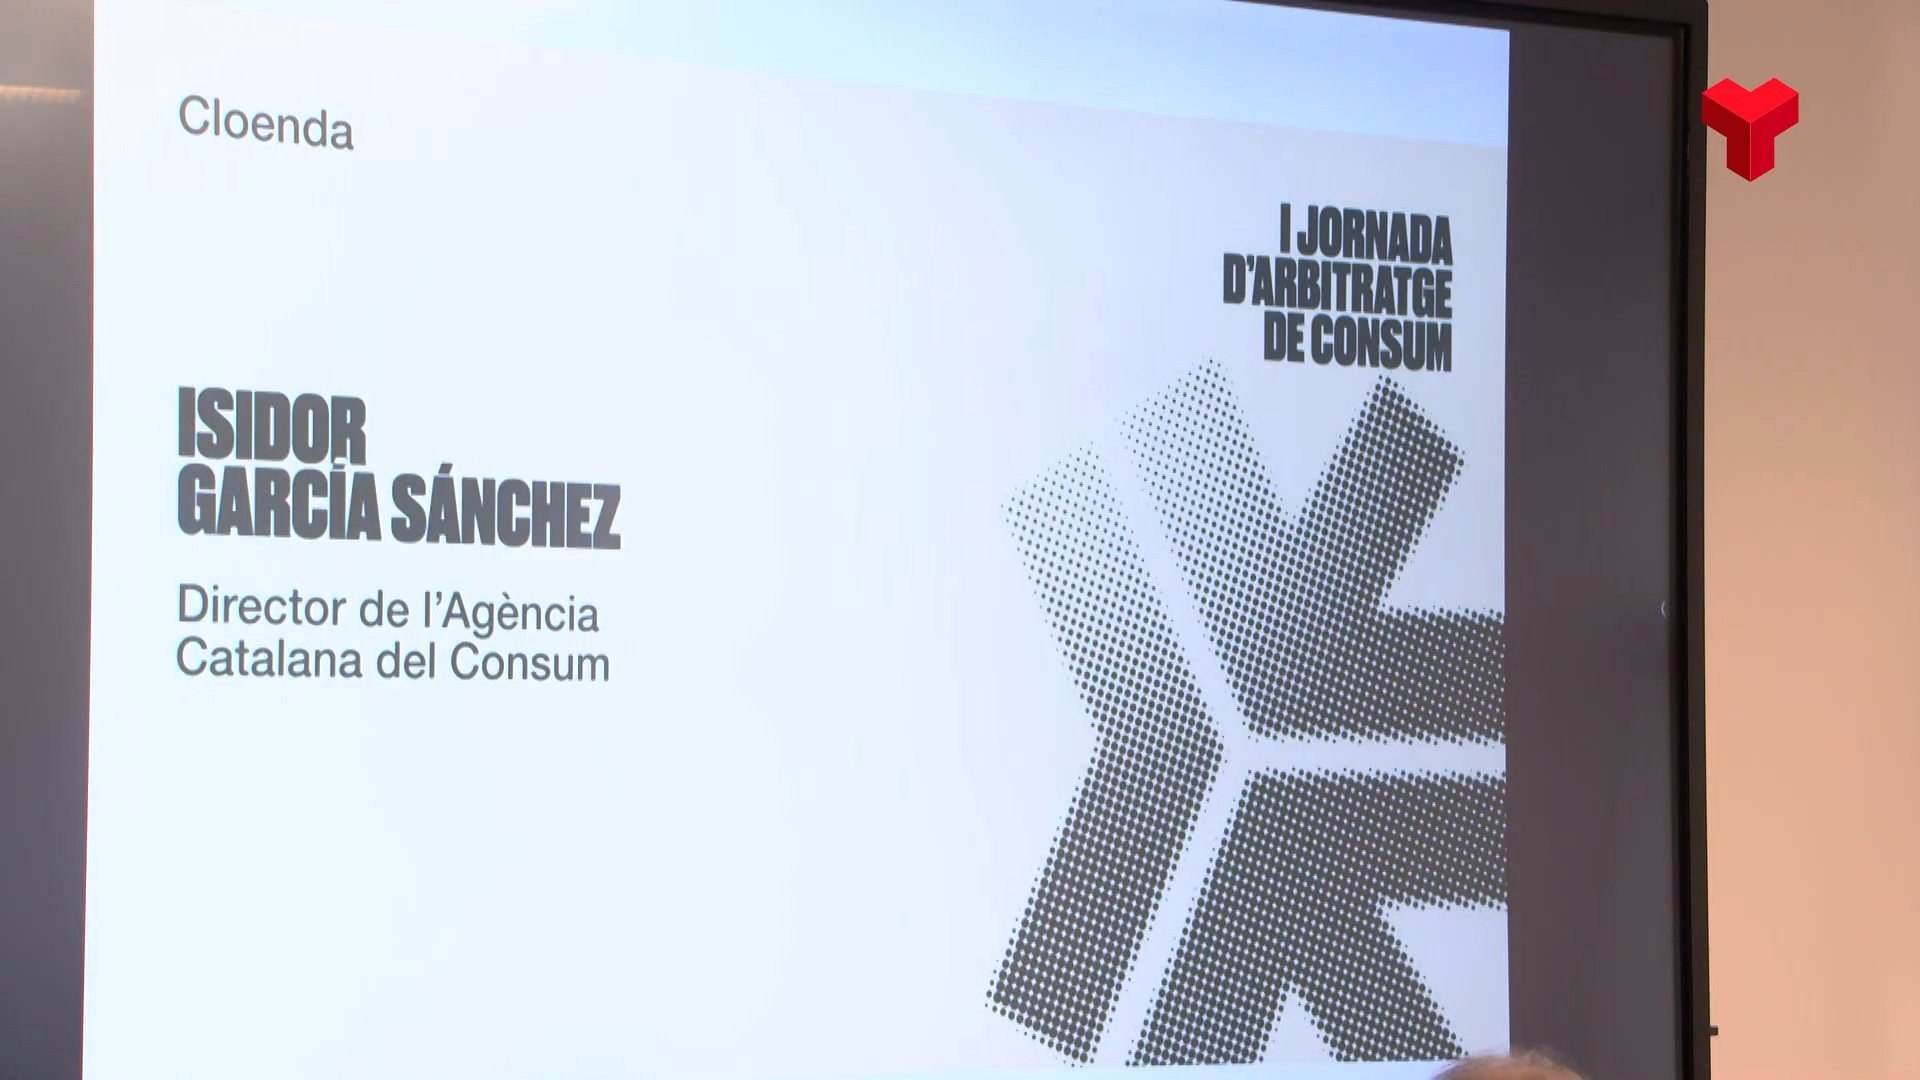 Cloenda
I JORNADA
D'ARBITRATGE
DE CONSUM
ISIDOR
GARCÍA SÁNCHEZ
Director de l'Agència
Catalana del Consum